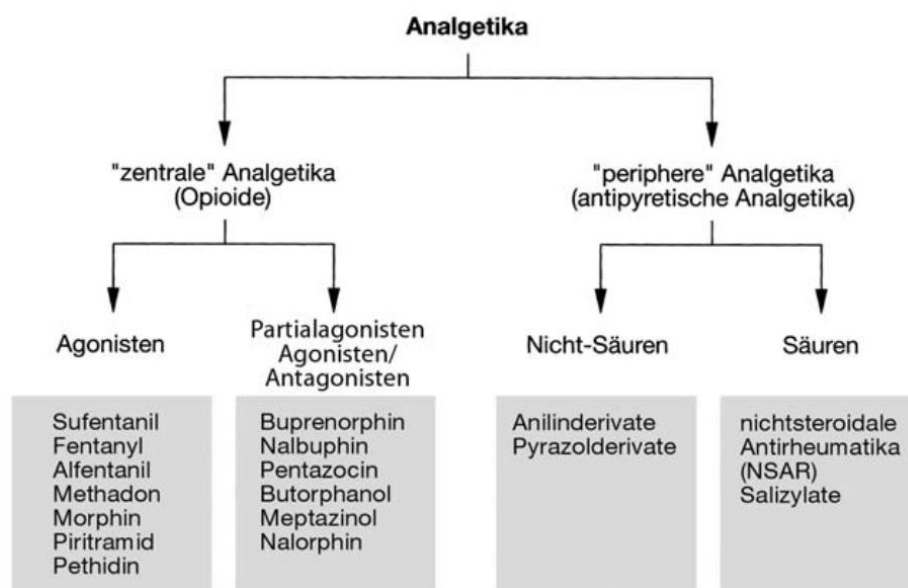 Analgetika
"zentrale" Analgetika
(Opioide)
"periphere" Analgetika
(antipyretische Analgetika)
Agonisten
Partialagonisten
Agonisten/
Antagonisten
Nicht-Säuren
Säuren
Sufentanil
Fentanyl
Alfentanil
Methadon
Morphin
Piritramid
Pethidin
Buprenorphin
Nalbuphin
Pentazocin
Butorphanol
Meptazinol
Nalorphin
Anilinderivate
Pyrazolderivate
nichtsteroidale
Antirheumatika
(NSAR)
Salizylate